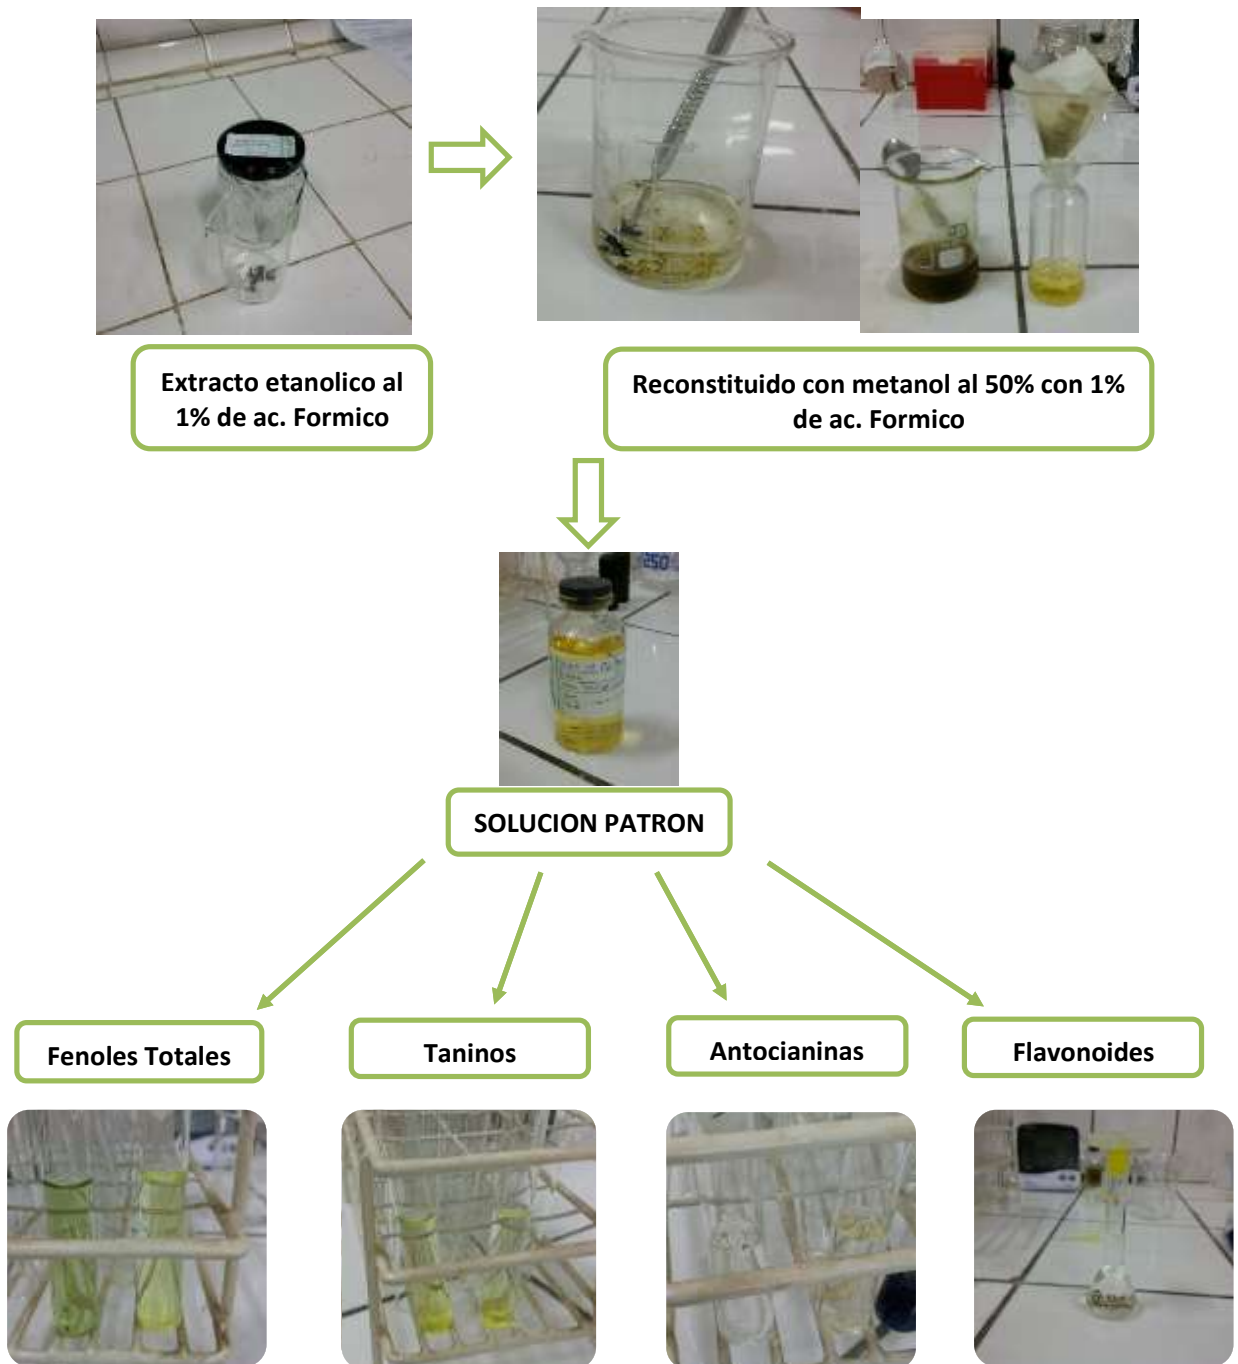 Extracto etanolico al
1% de ac. Formico
Reconstituido con metanol al 50% con 1%
de ac. Formico
250
SOLUCION PATRON
Fenoles Totales
Taninos
Antocianinas
Flavonoides